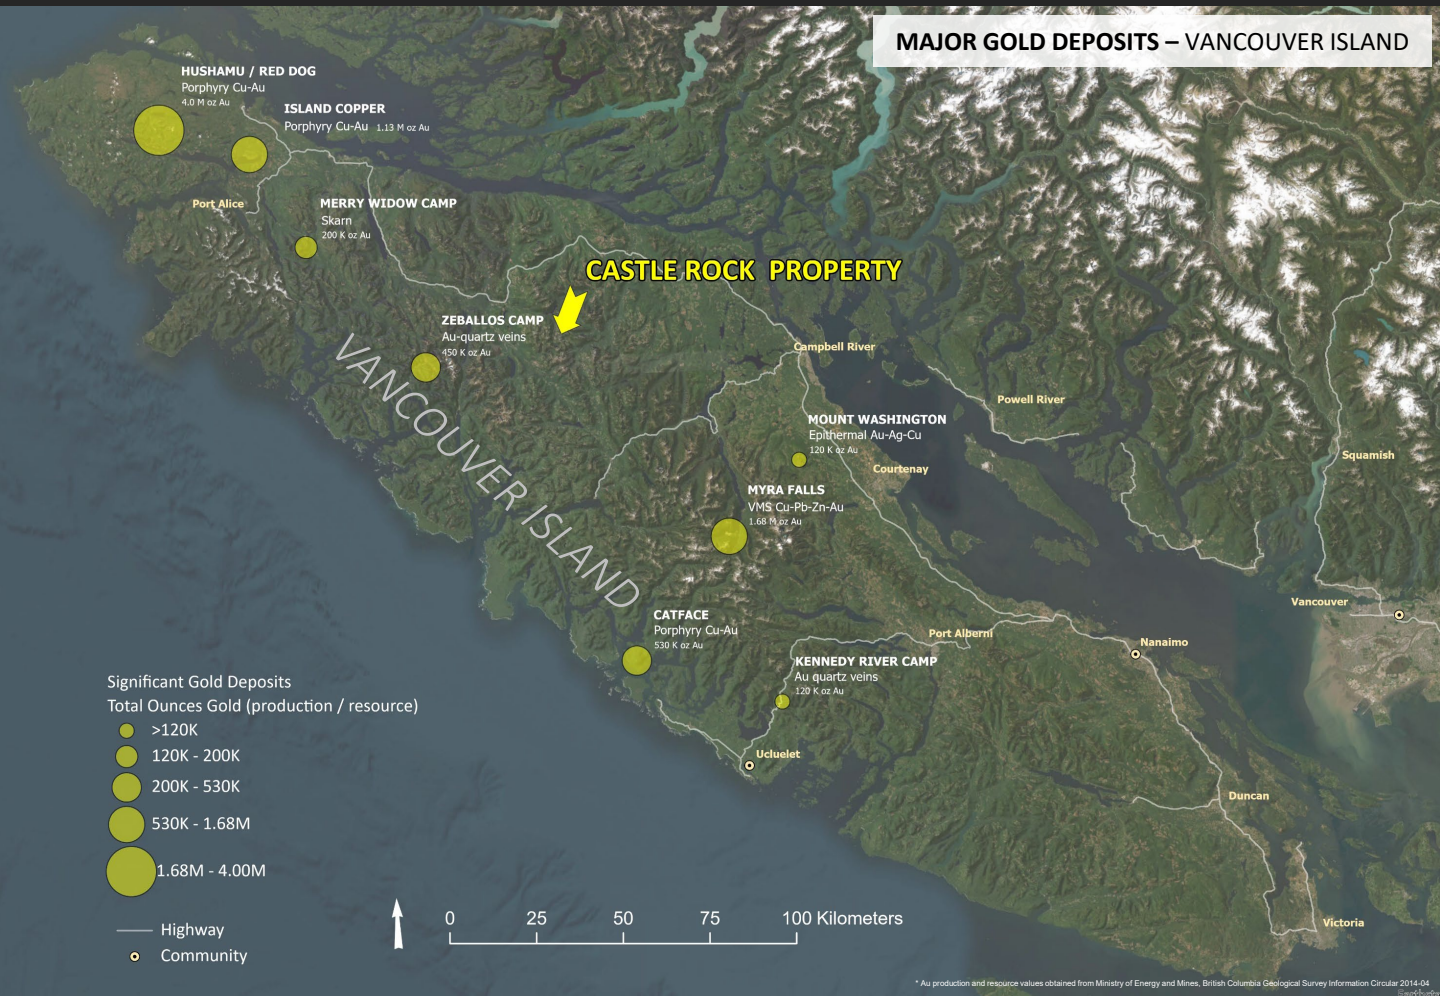 MAJOR GOLD DEPOSITS – VANCOUVER ISLAND
HUSHAMU / RED DOG
Porphyry Cu-Au
4.0 M oz Au
ISLAND COPPER
Porphyry Cu-Au 1.13 M oz Au
Port Alice
MERRY WIDOW CAMP
Skarn
200 K oz Au
CASTLE ROCK PROPERTY
ZEBALLOS CAMP
Au-quartz veins
450 K oz Au
Campbell River
Powell River
MOUNT WASHINGTON
Epithermal Au-Ag-Cu
120 K oz Au
Courtenay
Squamish
MYRA FALLS
VMS Cu-Pb-Zn-Au
1.68 M oz Au
VANCOUVER ISLAND
CATFACE
Porphyry Cu-Au
530 K oz Au
Vancouver
Port Alberni
Nanaimo
KENNEDY RIVER CAMP
Au quartz veins
120 K oz Au
Ucluelet
Duncan
Victoria
Significant Gold Deposits
Total Ounces Gold (production / resource)
>120K
120K - 200K
200K - 530K
530K - 1.68M
1.68M - 4.00M
Highway
Community
0 25 50 75 100 Kilometers
* Au production and resource values obtained from Ministry of Energy and Mines, British Columbia Geological Survey Information Circular 2014-04